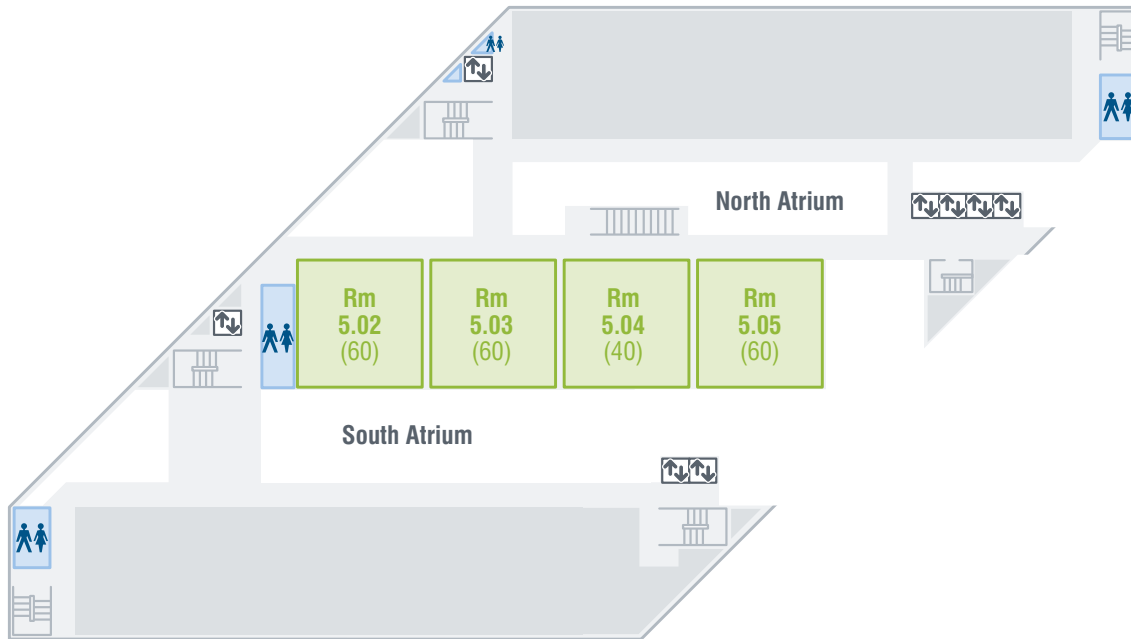 North Atrium
Rm
5.02
(60)
Rm
5.03
(60)
Rm
5.04
(40)
Rm
5.05
(60)
South Atrium